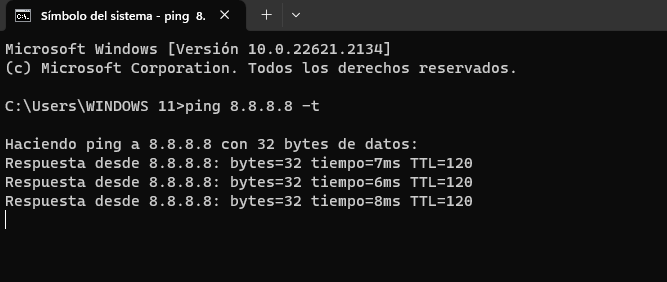 Símbolo del sistema - ping 8.
Microsoft Windows [Versión 10.0.22621.2134]
(c) Microsoft Corporation. Todos los derechos reservados.
C:\Users\WINDOWS 11>ping 8.8.8.8 -t
Haciendo ping a 8.8.8.8 con 32 bytes de datos:
Respuesta desde 8.8.8.8: bytes=32 tiempo=7ms TTL=120
Respuesta desde 8.8.8.8: bytes=32 tiempo=6ms TTL=120
Respuesta desde 8.8.8.8: bytes=32 tiempo=8ms TTL=120